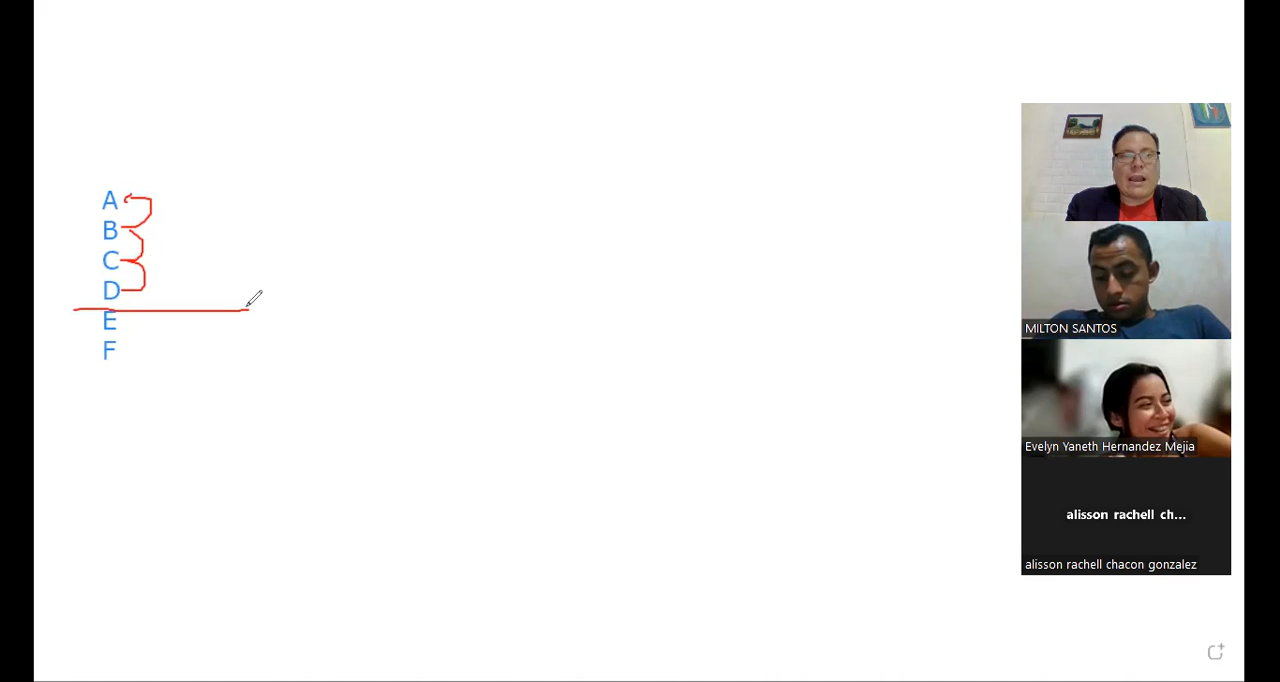 A
B
C
D
E
F
MILTON SANTOS
Evelyn Yaneth Hernandez Mejia
alisson rachell ch...
alisson rachell chacon gonzalez